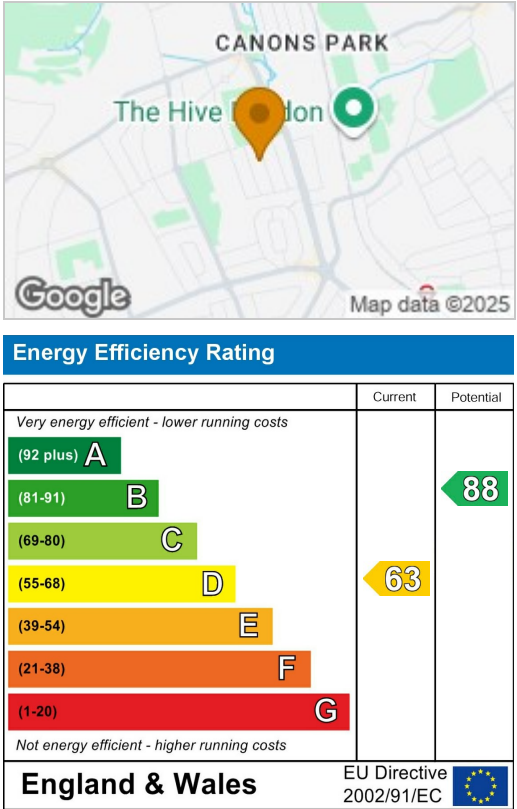 CANONS PARK
The Hive London
Google
Map data ©2025
Energy Efficiency Rating
Current
Potential
Very energy efficient - lower running costs
(92 plus) A
(81-91) B
88
(69-80) C
(55-68) D
63
(39-54) E
(21-38) F
(1-20) G
Not energy efficient - higher running costs
England & Wales
EU Directive
2002/91/EC